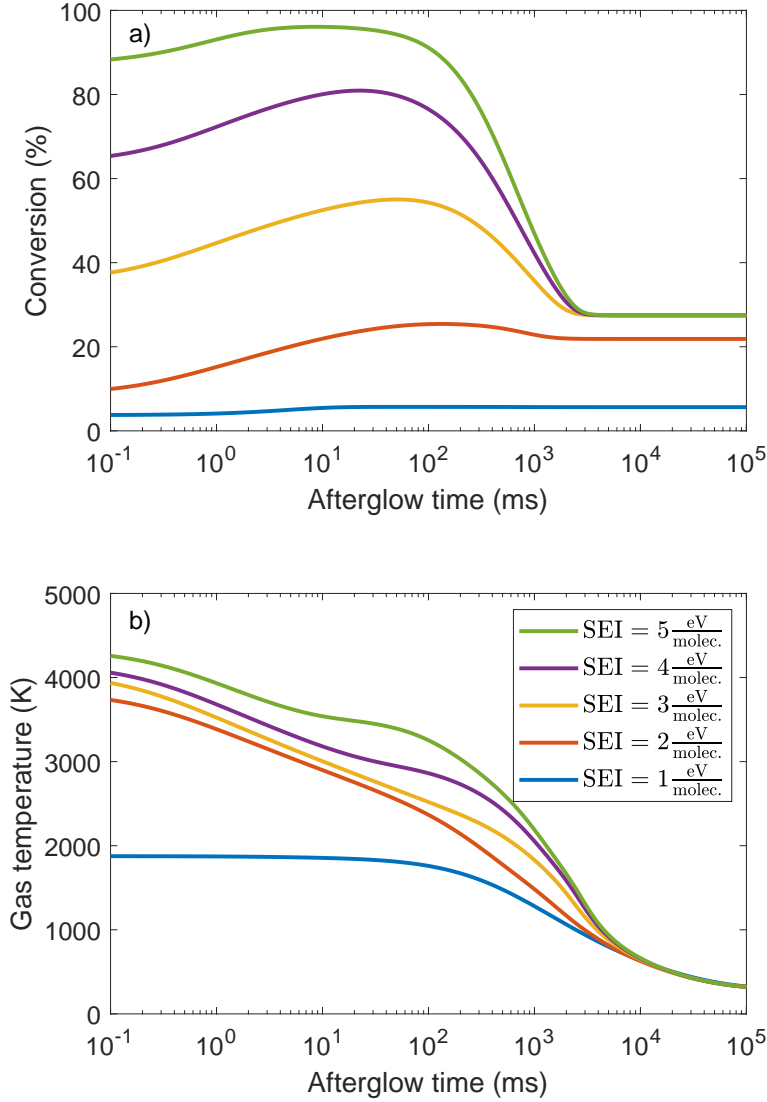 a)
Conversion (%)
100
80
60
40
20
0
10^-1 10^0 10^1 10^2 10^3 10^4 10^5
Afterglow time (ms)
b)
Gas temperature (K)
5000
4000
3000
2000
1000
0
SEI = 5 eV/molec.
SEI = 4 eV/molec.
SEI = 3 eV/molec.
SEI = 2 eV/molec.
SEI = 1 eV/molec.
10^-1 10^0 10^1 10^2 10^3 10^4 10^5
Afterglow time (ms)